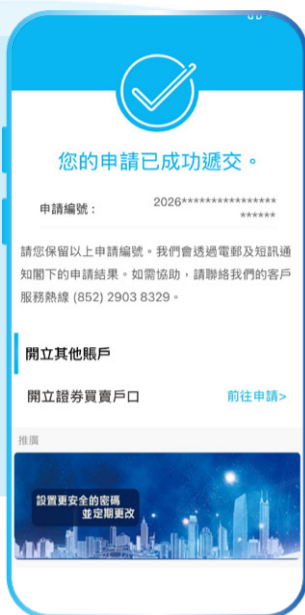 您的申請已成功遞交。
申請編號：
2026****************
******
請您保留以上申請編號。我們會透過電郵及短訊通
知閣下的申請結果。如需協助，請聯絡我們的客戶
服務熱線 (852) 2903 8329。
開立其他賬戶
開立證券買賣戶口
前往申請>
推廣
設置更安全的密碼
並定期更改